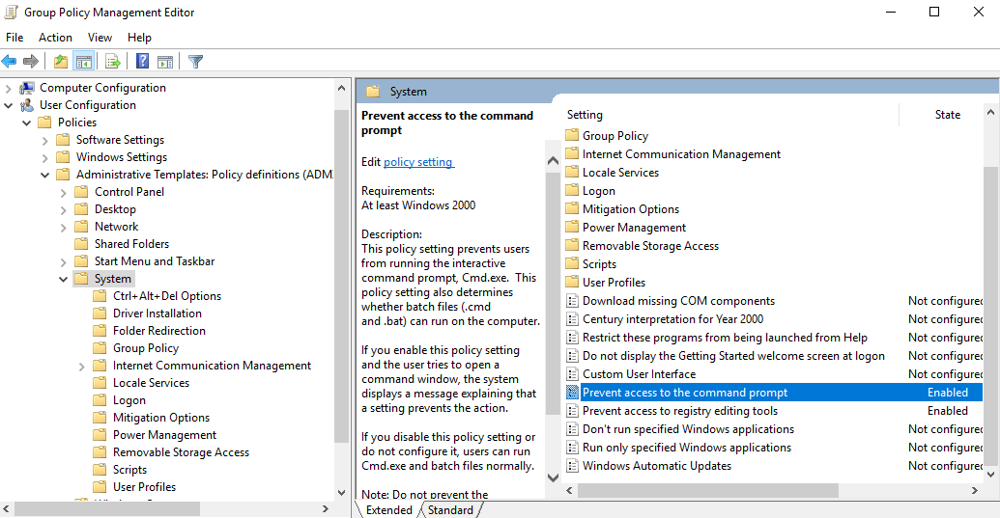 Group Policy Management Editor
File Action View Help
Computer Configuration
User Configuration
Policies
Software Settings
Windows Settings
Administrative Templates: Policy definitions (ADM
Control Panel
Desktop
Network
Shared Folders
Start Menu and Taskbar
System
Ctrl+Alt+Del Options
Driver Installation
Folder Redirection
Group Policy
Internet Communication Management
Locale Services
Logon
Mitigation Options
Power Management
Removable Storage Access
Scripts
User Profiles
System
Prevent access to the command
prompt
Edit policy setting
Requirements:
At least Windows 2000
Description:
This policy setting prevents users
from running the interactive
command prompt, Cmd.exe. This
policy setting also determines
whether batch files (.cmd
and .bat) can run on the computer.
If you enable this policy setting
and the user tries to open a
command window, the system
displays a message explaining that
a setting prevents the action.
If you disable this policy setting or
do not configure it, users can run
Cmd.exe and batch files normally.
Note: Do not prevent the
Setting State
Group Policy
Internet Communication Management
Locale Services
Logon
Mitigation Options
Power Management
Removable Storage Access
Scripts
User Profiles
Download missing COM components Not configured
Century interpretation for Year 2000 Not configured
Restrict these programs from being launched from Help Not configured
Do not display the Getting Started welcome screen at logon Not configured
Custom User Interface Not configured
Prevent access to the command prompt Enabled
Prevent access to registry editing tools Enabled
Don't run specified Windows applications Not configured
Run only specified Windows applications Not configured
Windows Automatic Updates Not configured
Extended Standard